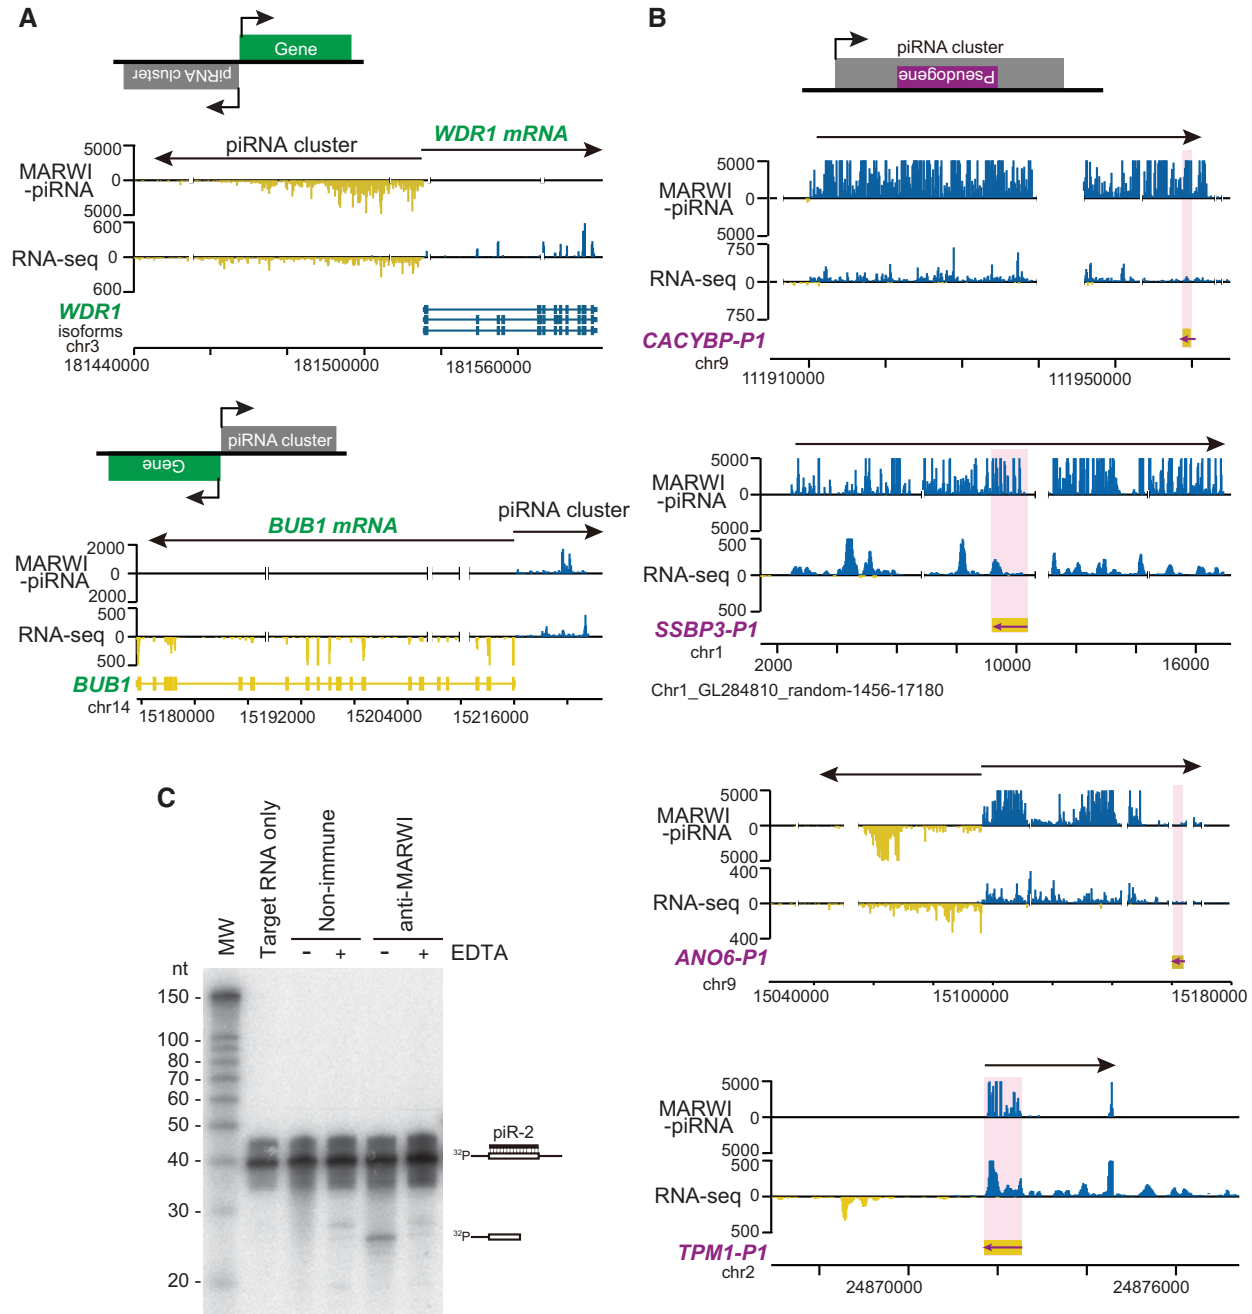 A
Gene
piRNA cluster
piRNA cluster
WDR1 mRNA
MARWI
-piRNA
5000
0
5000
RNA-seq
600
0
600
WDR1
isoforms
chr3
181440000
181500000
181560000
piRNA cluster
Gene
BUB1 mRNA
piRNA cluster
MARWI
-piRNA
2000
0
2000
RNA-seq
500
0
500
BUB1
chr14
15180000
15192000
15204000
15216000
B
piRNA cluster
Pseudogene
MARWI
-piRNA
5000
0
5000
RNA-seq
750
0
750
CACYBP-P1
chr9
111910000
111950000
MARWI
-piRNA
5000
0
5000
RNA-seq
500
0
500
SSBP3-P1
chr1
2000
10000
16000
Chr1_GL284810_random-1456-17180
MARWI
-piRNA
5000
0
5000
RNA-seq
400
0
400
ANO6-P1
chr9
15040000
15100000
15180000
MARWI
-piRNA
5000
0
5000
RNA-seq
500
0
500
TPM1-P1
chr2
24870000
24876000
C
MW
Target RNA only
Non-immune
anti-MARWI
- + - + EDTA
nt
150 -
100 -
80 -
70 -
60 -
50 -
40 -
30 -
20 -
piR-2
32P
32P